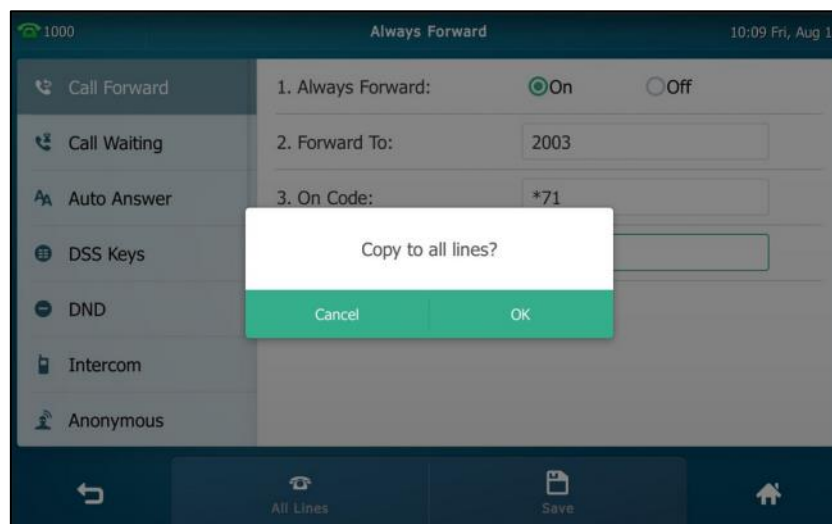 1000 Always Forward 10:09 Fri, Aug 1
Call Forward
Call Waiting
Auto Answer
DSS Keys
DND
Intercom
Anonymous
1. Always Forward: On Off
2. Forward To: 2003
3. On Code: *71
Copy to all lines?
Cancel OK
All Lines Save